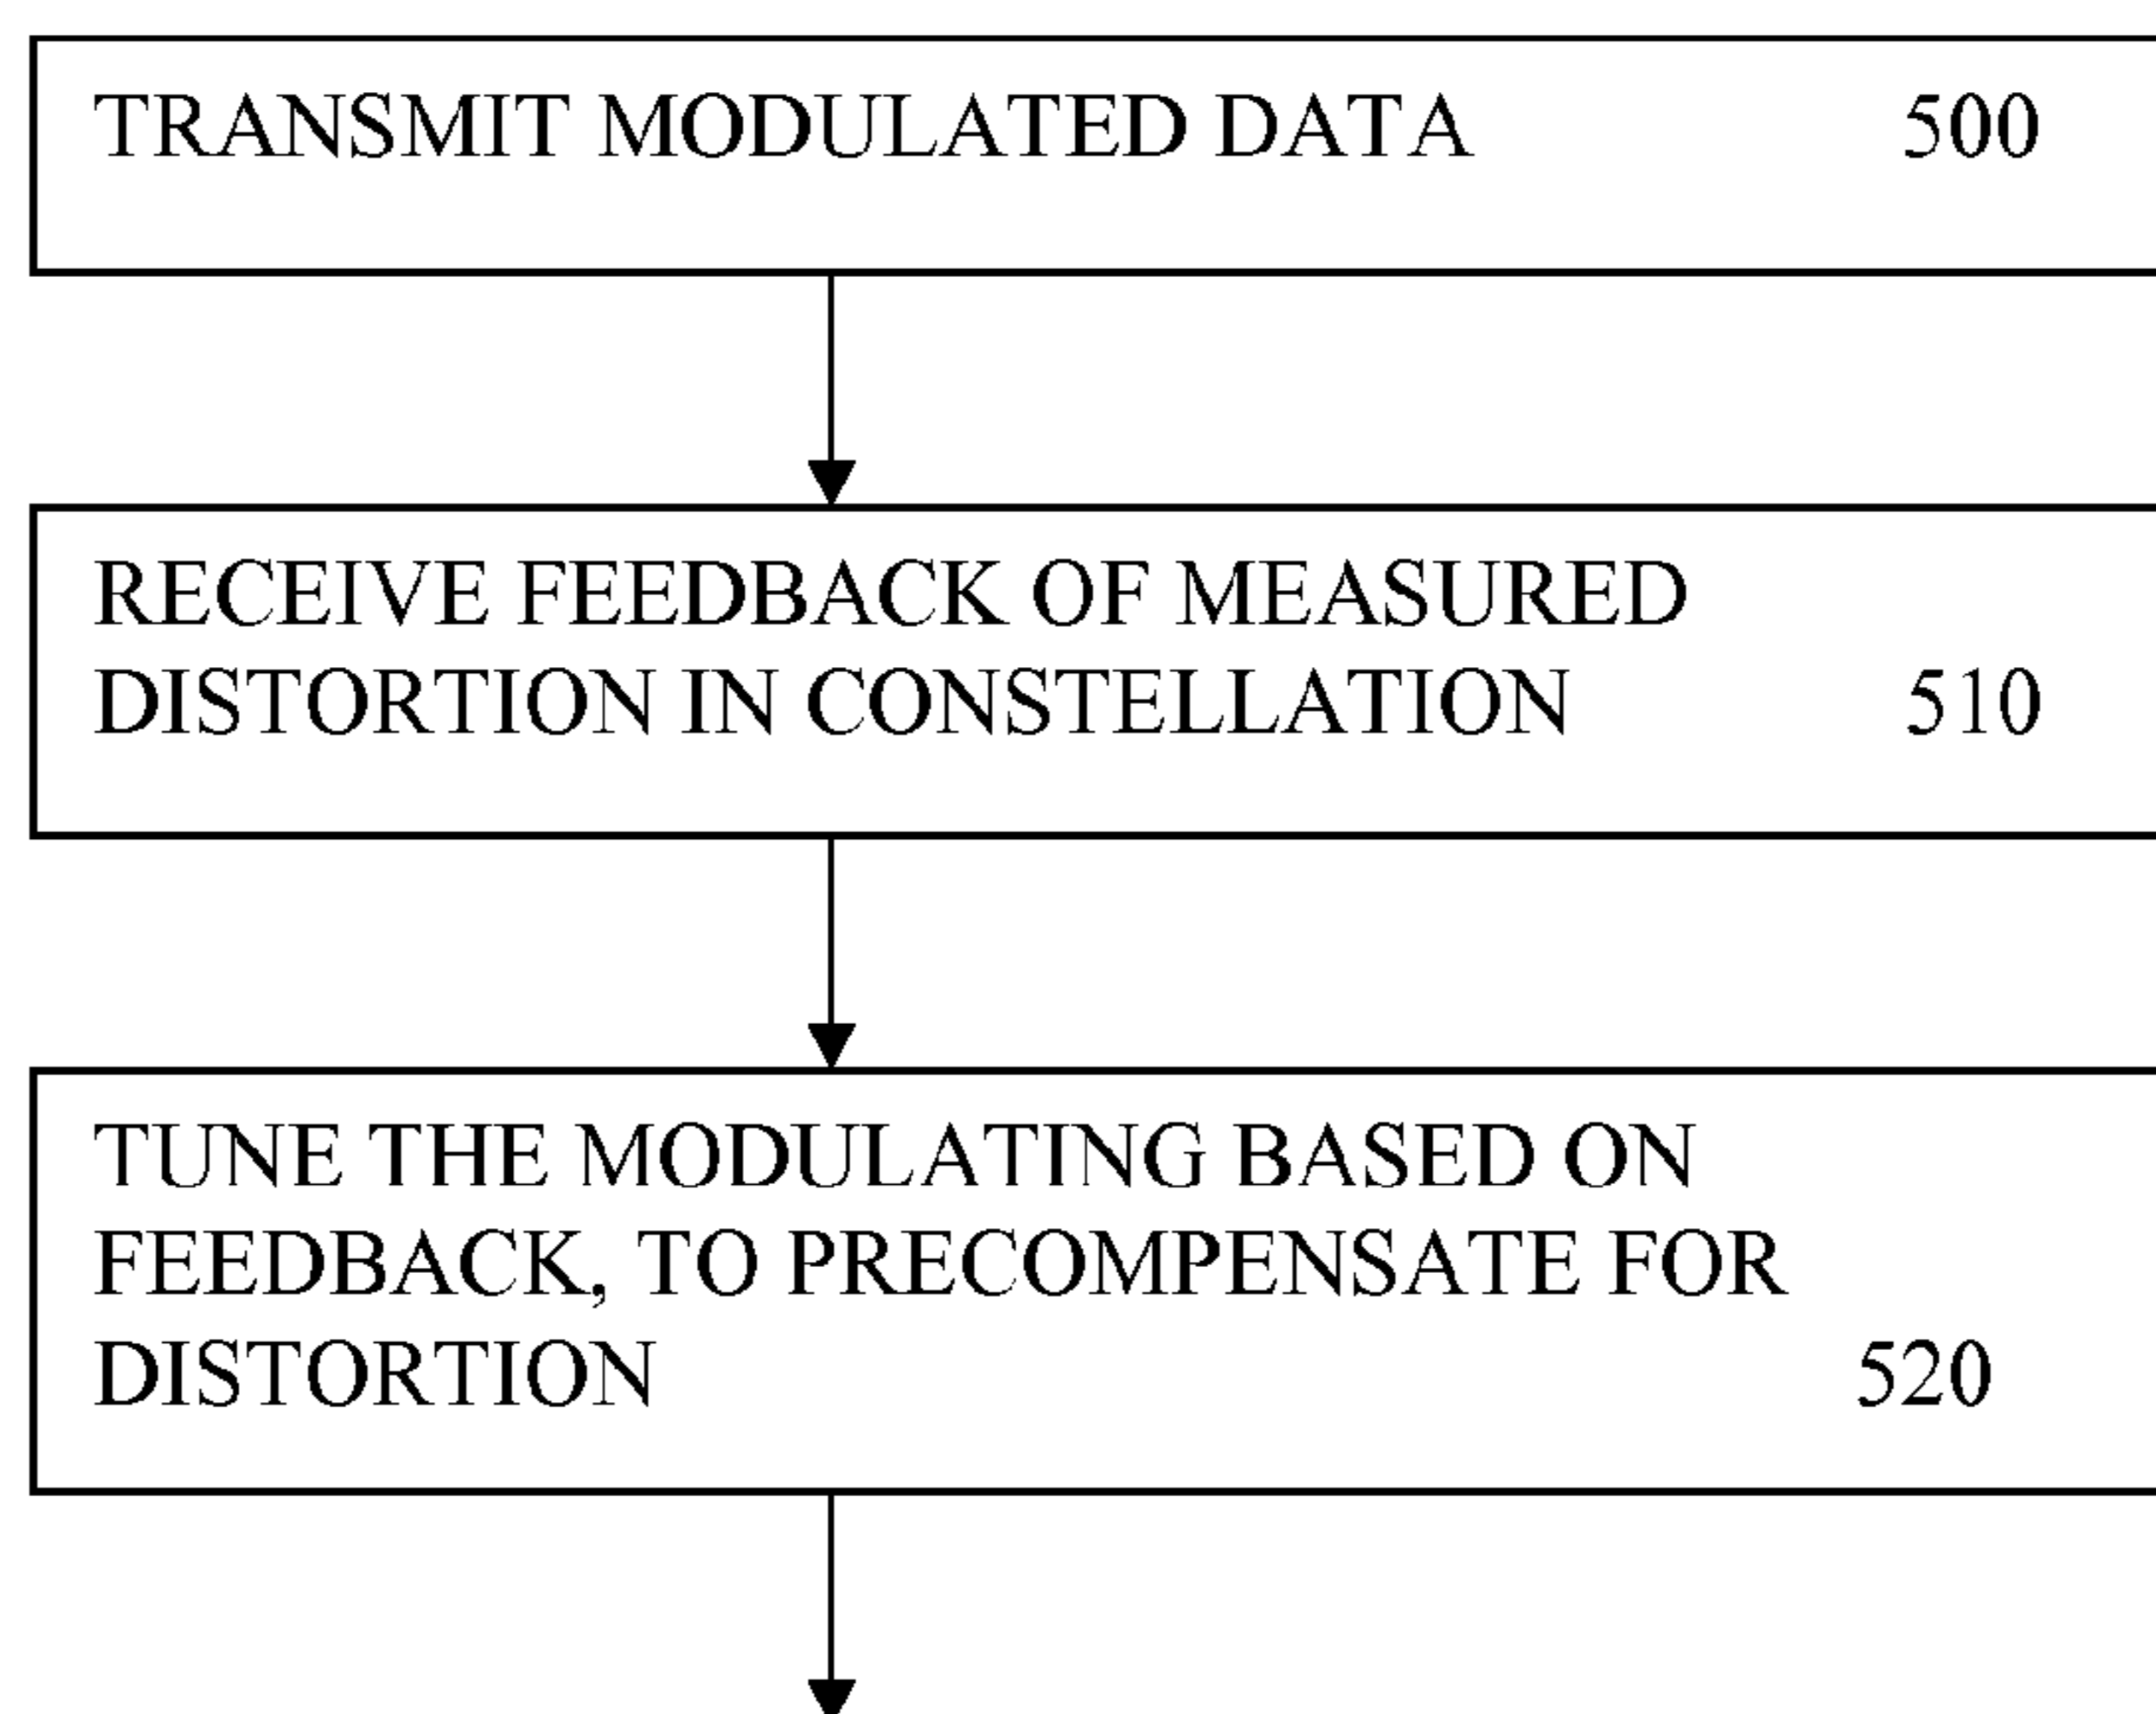 TRANSMIT MODULATED DATA 500
RECEIVE FEEDBACK OF MEASURED
DISTORTION IN CONSTELLATION 510
TUNE THE MODULATING BASED ON
FEEDBACK, TO PRECOMPENSATE FOR
DISTORTION 520